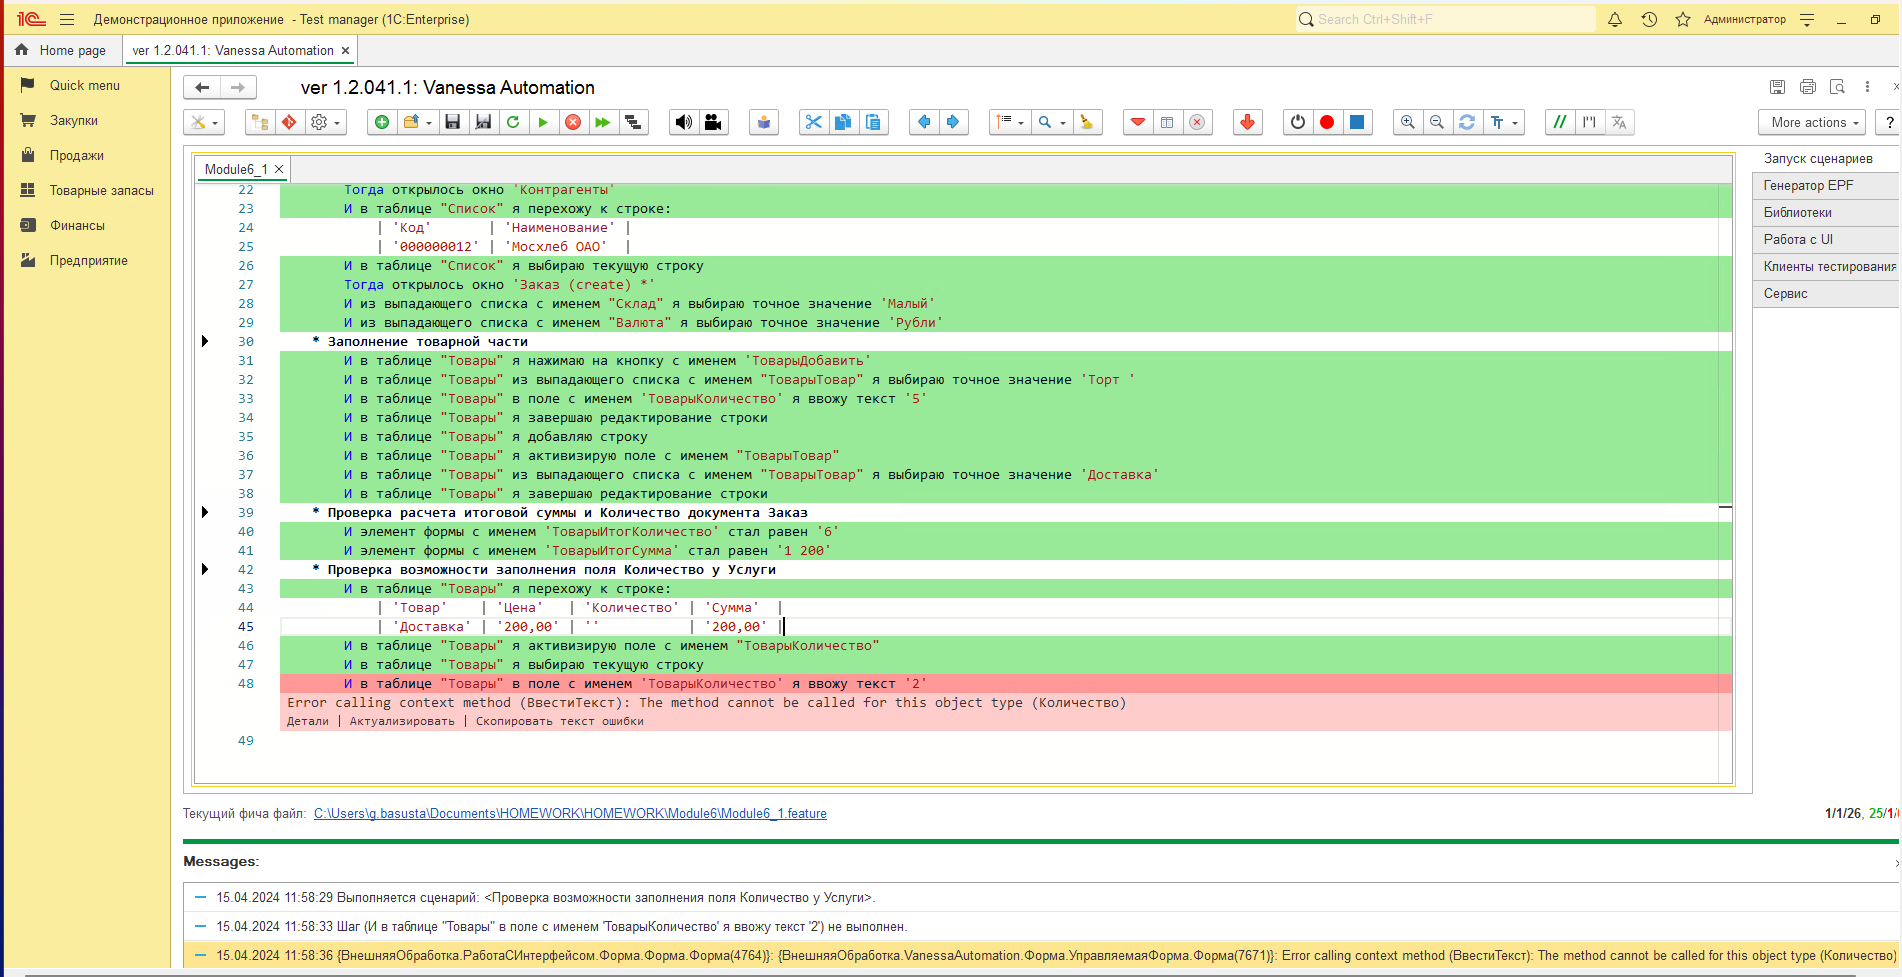 Демонстрационное приложение - Test manager (1C:Enterprise)
Search Ctrl+Shift+F
Администратор
Home page
ver 1.2.041.1: Vanessa Automation
Quick menu
Закупки
Продажи
Товарные запасы
Финансы
Предприятие
ver 1.2.041.1: Vanessa Automation
More actions
?
Module6_1
22 Тогда открылось окно 'Контрагенты'
23 И в таблице "Список" я перехожу к строке:
24 | 'Код' | 'Наименование' |
25 | '000000012' | 'Мосхлеб ОАО' |
26 И в таблице "Список" я выбираю текущую строку
27 Тогда открылось окно 'Заказ (create) *'
28 И из выпадающего списка с именем "Склад" я выбираю точное значение 'Малый'
29 И из выпадающего списка с именем "Валюта" я выбираю точное значение 'Рубли'
30 * Заполнение товарной части
31 И в таблице "Товары" я нажимаю на кнопку с именем 'ТоварыДобавить'
32 И в таблице "Товары" из выпадающего списка с именем "ТоварыТовар" я выбираю точное значение 'Торт '
33 И в таблице "Товары" в поле с именем 'ТоварыКоличество' я ввожу текст '5'
34 И в таблице "Товары" я завершаю редактирование строки
35 И в таблице "Товары" я добавляю строку
36 И в таблице "Товары" я активизирую поле с именем "ТоварыТовар"
37 И в таблице "Товары" из выпадающего списка с именем "ТоварыТовар" я выбираю точное значение 'Доставка'
38 И в таблице "Товары" я завершаю редактирование строки
39 * Проверка расчета итоговой суммы и Количество документа Заказ
40 И элемент формы с именем 'ТоварыИтогКоличество' стал равен '6'
41 И элемент формы с именем 'ТоварыИтогСумма' стал равен '1 200'
42 * Проверка возможности заполнения поля Количество у Услуги
43 И в таблице "Товары" я перехожу к строке:
44 | 'Товар' | 'Цена' | 'Количество' | 'Сумма' |
45 | 'Доставка' | '200,00' | '' | '200,00' |
46 И в таблице "Товары" я активизирую поле с именем "ТоварыКоличество"
47 И в таблице "Товары" я выбираю текущую строку
48 И в таблице "Товары" в поле с именем 'ТоварыКоличество' я ввожу текст '2'
Error calling context method (ВвестиТекст): The method cannot be called for this object type (Количество)
Детали | Актуализировать | Скопировать текст ошибки
49
Запуск сценариев
Генератор EPF
Библиотеки
Работа с UI
Клиенты тестирования
Сервис
Текущий фича файл: C:\Users\g.basusta\Documents\HOMEWORK\HOMEWORK\Module6\Module6_1.feature
1/1/26, 25/1/
Messages:
15.04.2024 11:58:29 Выполняется сценарий: <Проверка возможности заполнения поля Количество у Услуги>.
15.04.2024 11:58:33 Шаг (И в таблице "Товары" в поле с именем 'ТоварыКоличество' я ввожу текст '2') не выполнен.
15.04.2024 11:58:36 {ВнешняяОбработка.РаботаСИнтерфейсом.Форма.Форма.Форма(4764)}: {ВнешняяОбработка.VanessaAutomation.Форма.УправляемаяФорма.Форма(7671)}: Error calling context method (ВвестиТекст): The method cannot be called for this object type (Количество)